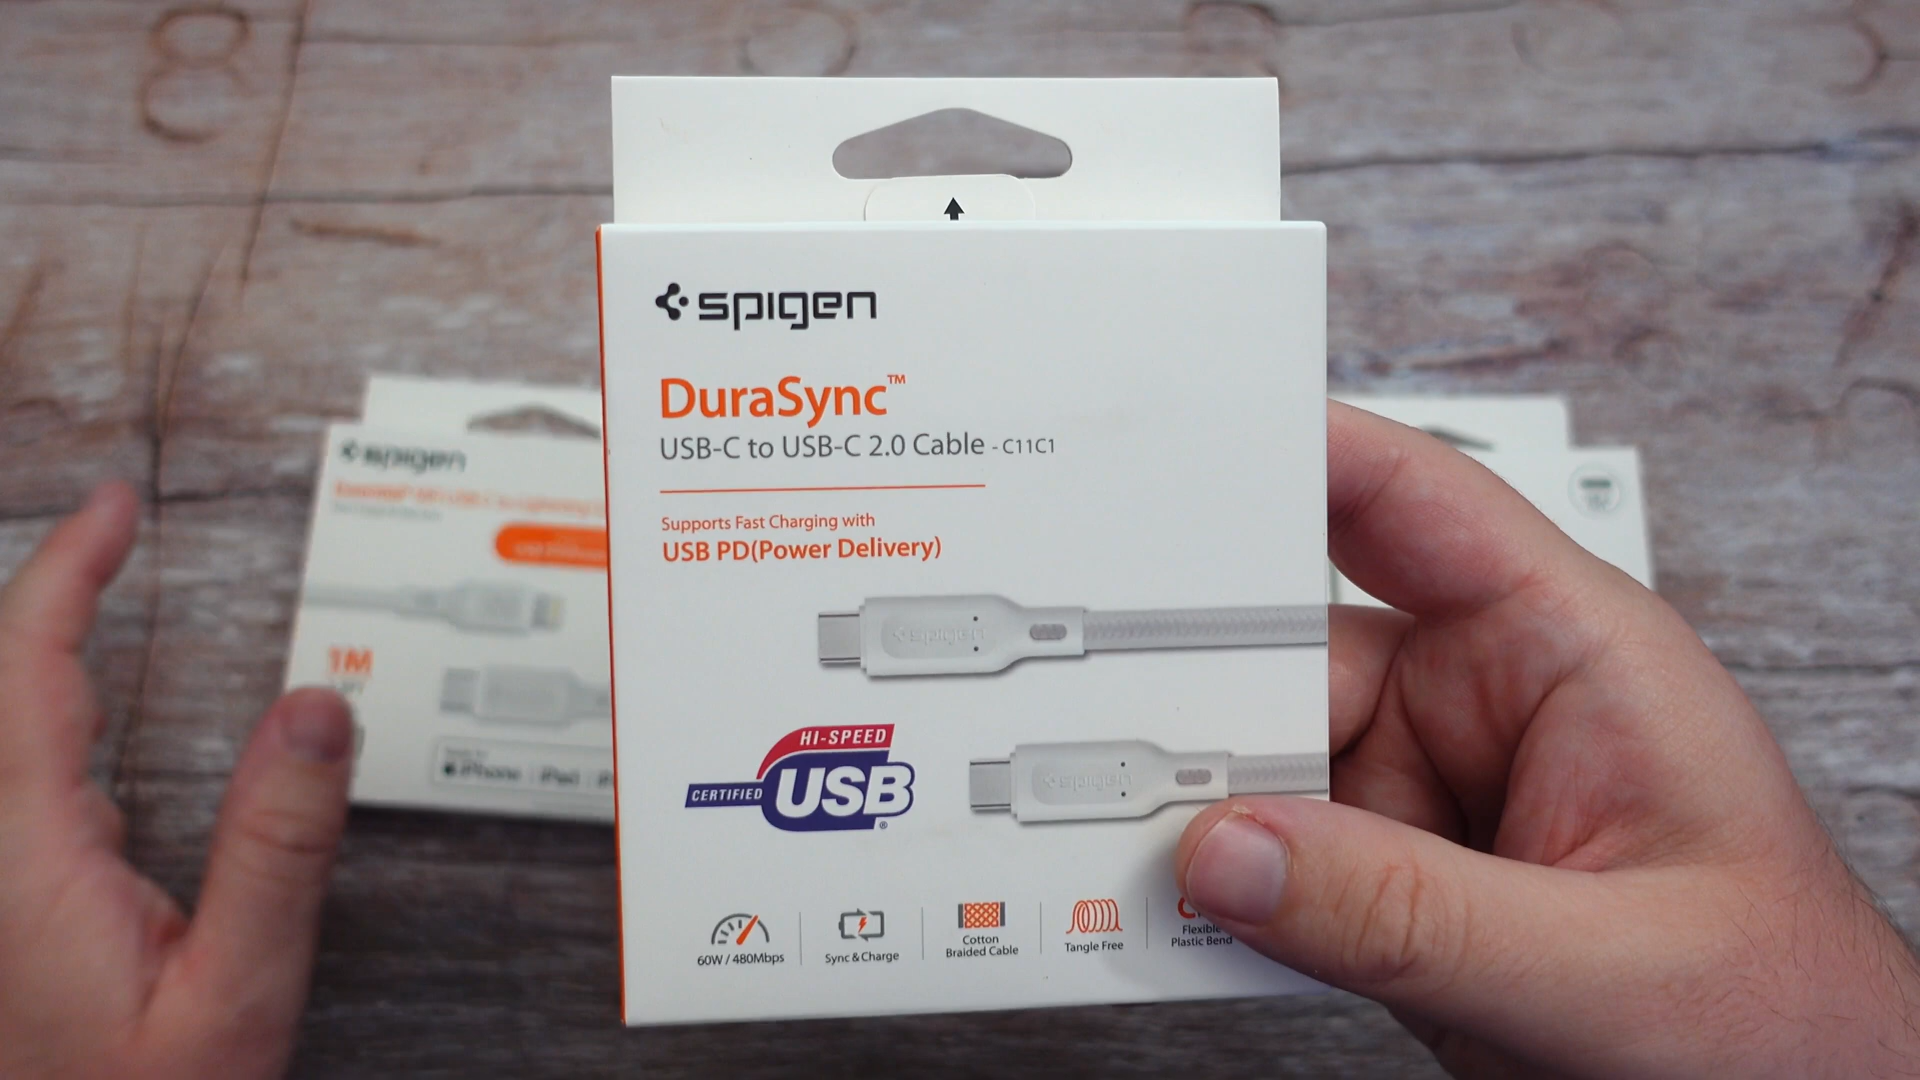 spigen
DuraSync™
USB-C to USB-C 2.0 Cable - C11C1
Supports Fast Charging with
USB PD(Power Delivery)
spigen
HI-SPEED
CERTIFIED USB®
spigen
60W / 480Mbps
Sync & Charge
Cotton
Braided Cable
Tangle Free
Flexible
Plastic Bend
spigen
1M
iPhone iPad
8